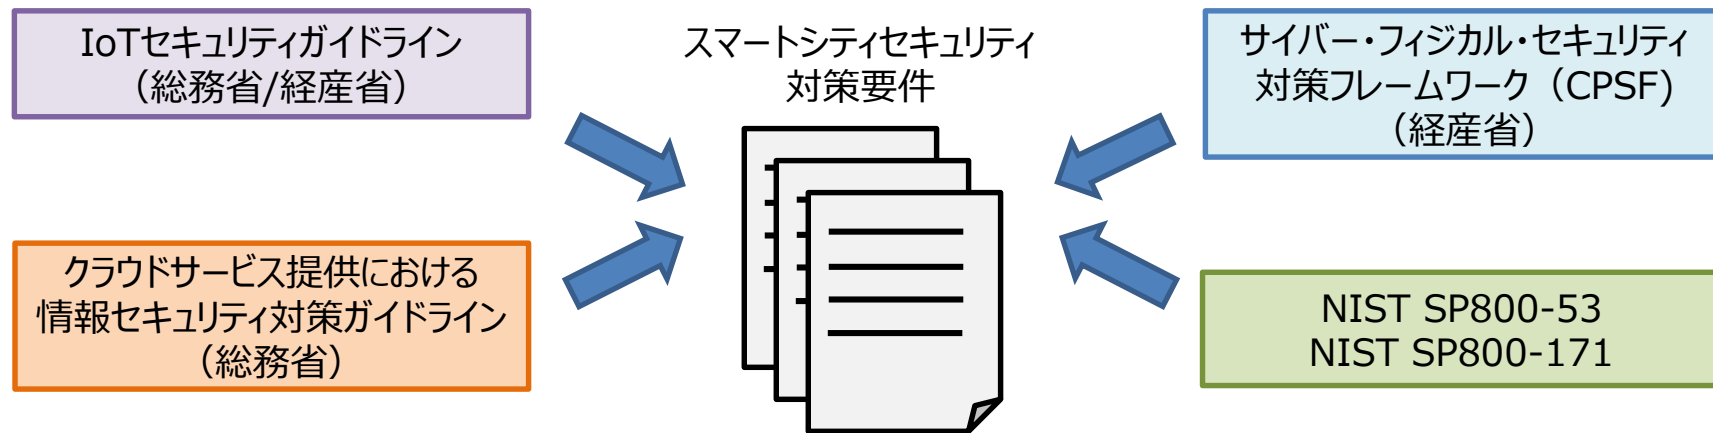 IoTセキュリティガイドライン
（総務省/経産省）
クラウドサービス提供における
情報セキュリティ対策ガイドライン
（総務省）
スマートシティセキュリティ
対策要件
サイバー・フィジカル・セキュリティ
対策フレームワーク（CPSF)
（経産省）
NIST SP800-53
NIST SP800-171